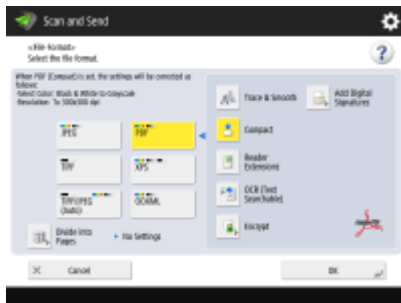 Scan and Send
<File Format>
Select the file format.
When PDF (Compact) is set, the settings will be corrected as
follows:
-Select Color: Black & White to Grayscale
-Resolution: To 300x300 dpi
JPEG
PDF
TIFF
XPS
TIFF/JPEG
(Auto)
OOXML
Divide into
Pages
No Settings
Trace & Smooth
Add Digital
Signatures
Compact
Reader
Extensions
OCR (Text
Searchable)
Encrypt
Cancel
OK